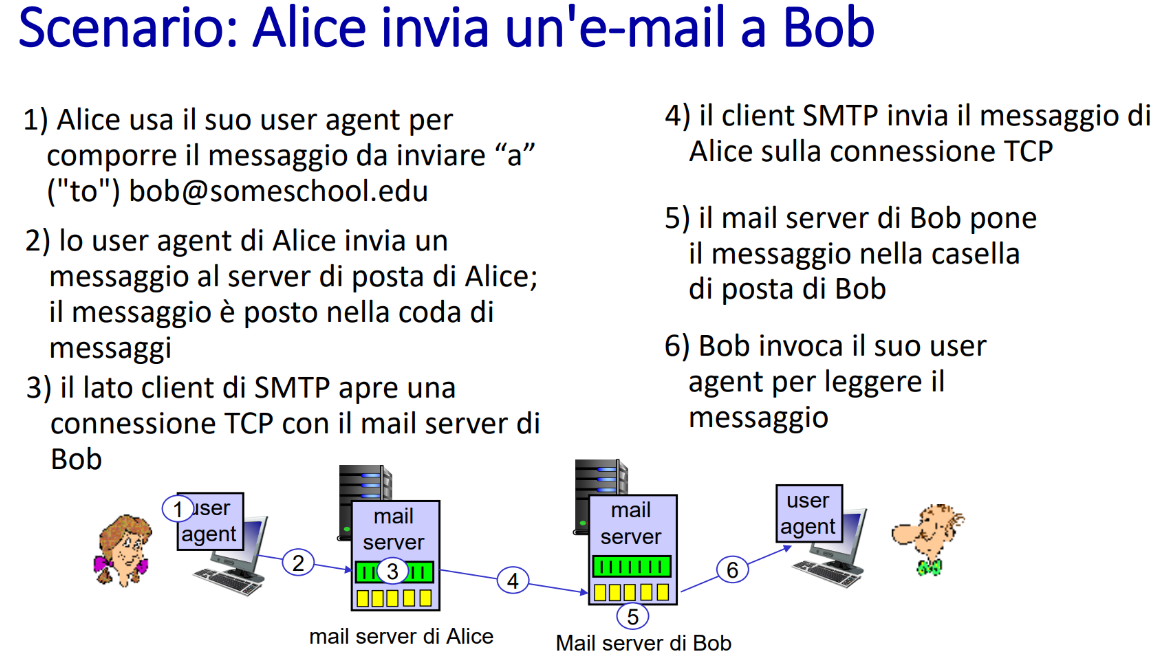 Scenario: Alice invia un'e-mail a Bob
1) Alice usa il suo user agent per
comporre il messaggio da inviare “a”
("to") bob@someschool.edu
2) lo user agent di Alice invia un
messaggio al server di posta di Alice;
il messaggio è posto nella coda di
messaggi
3) il lato client di SMTP apre una
connessione TCP con il mail server di
Bob
4) il client SMTP invia il messaggio di
Alice sulla connessione TCP
5) il mail server di Bob pone
il messaggio nella casella
di posta di Bob
6) Bob invoca il suo user
agent per leggere il
messaggio
1
user
agent
2
mail
server
3
4
mail
server
5
6
user
agent
mail server di Alice
Mail server di Bob